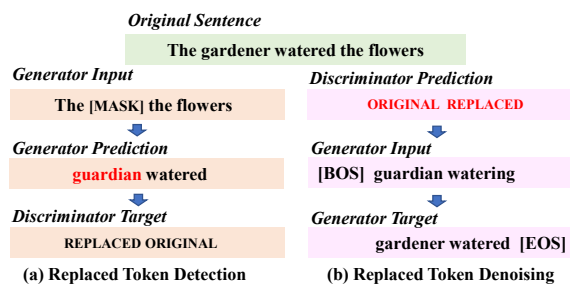 Original Sentence
The gardener watered the flowers
Generator Input
The [MASK] the flowers
Generator Prediction
guardian watered
Discriminator Target
REPLACED ORIGINAL
(a) Replaced Token Detection
Discriminator Prediction
ORIGINAL REPLACED
Generator Input
[BOS] guardian watering
Generator Target
gardener watered [EOS]
(b) Replaced Token Denoising